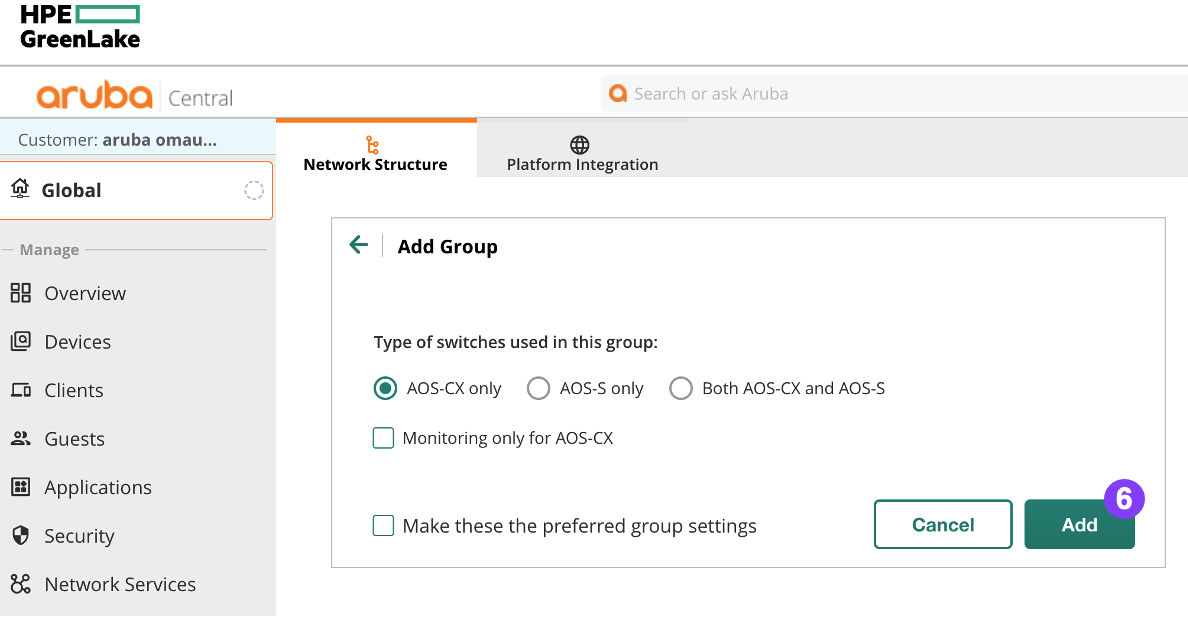 HPE
GreenLake
aruba Central
Search or ask Aruba
Customer: aruba omau...
Network Structure
Platform Integration
Global
Manage
Overview
Devices
Clients
Guests
Applications
Security
Network Services
Add Group
Type of switches used in this group:
AOS-CX only AOS-S only Both AOS-CX and AOS-S
Monitoring only for AOS-CX
Make these the preferred group settings
Cancel
Add
6